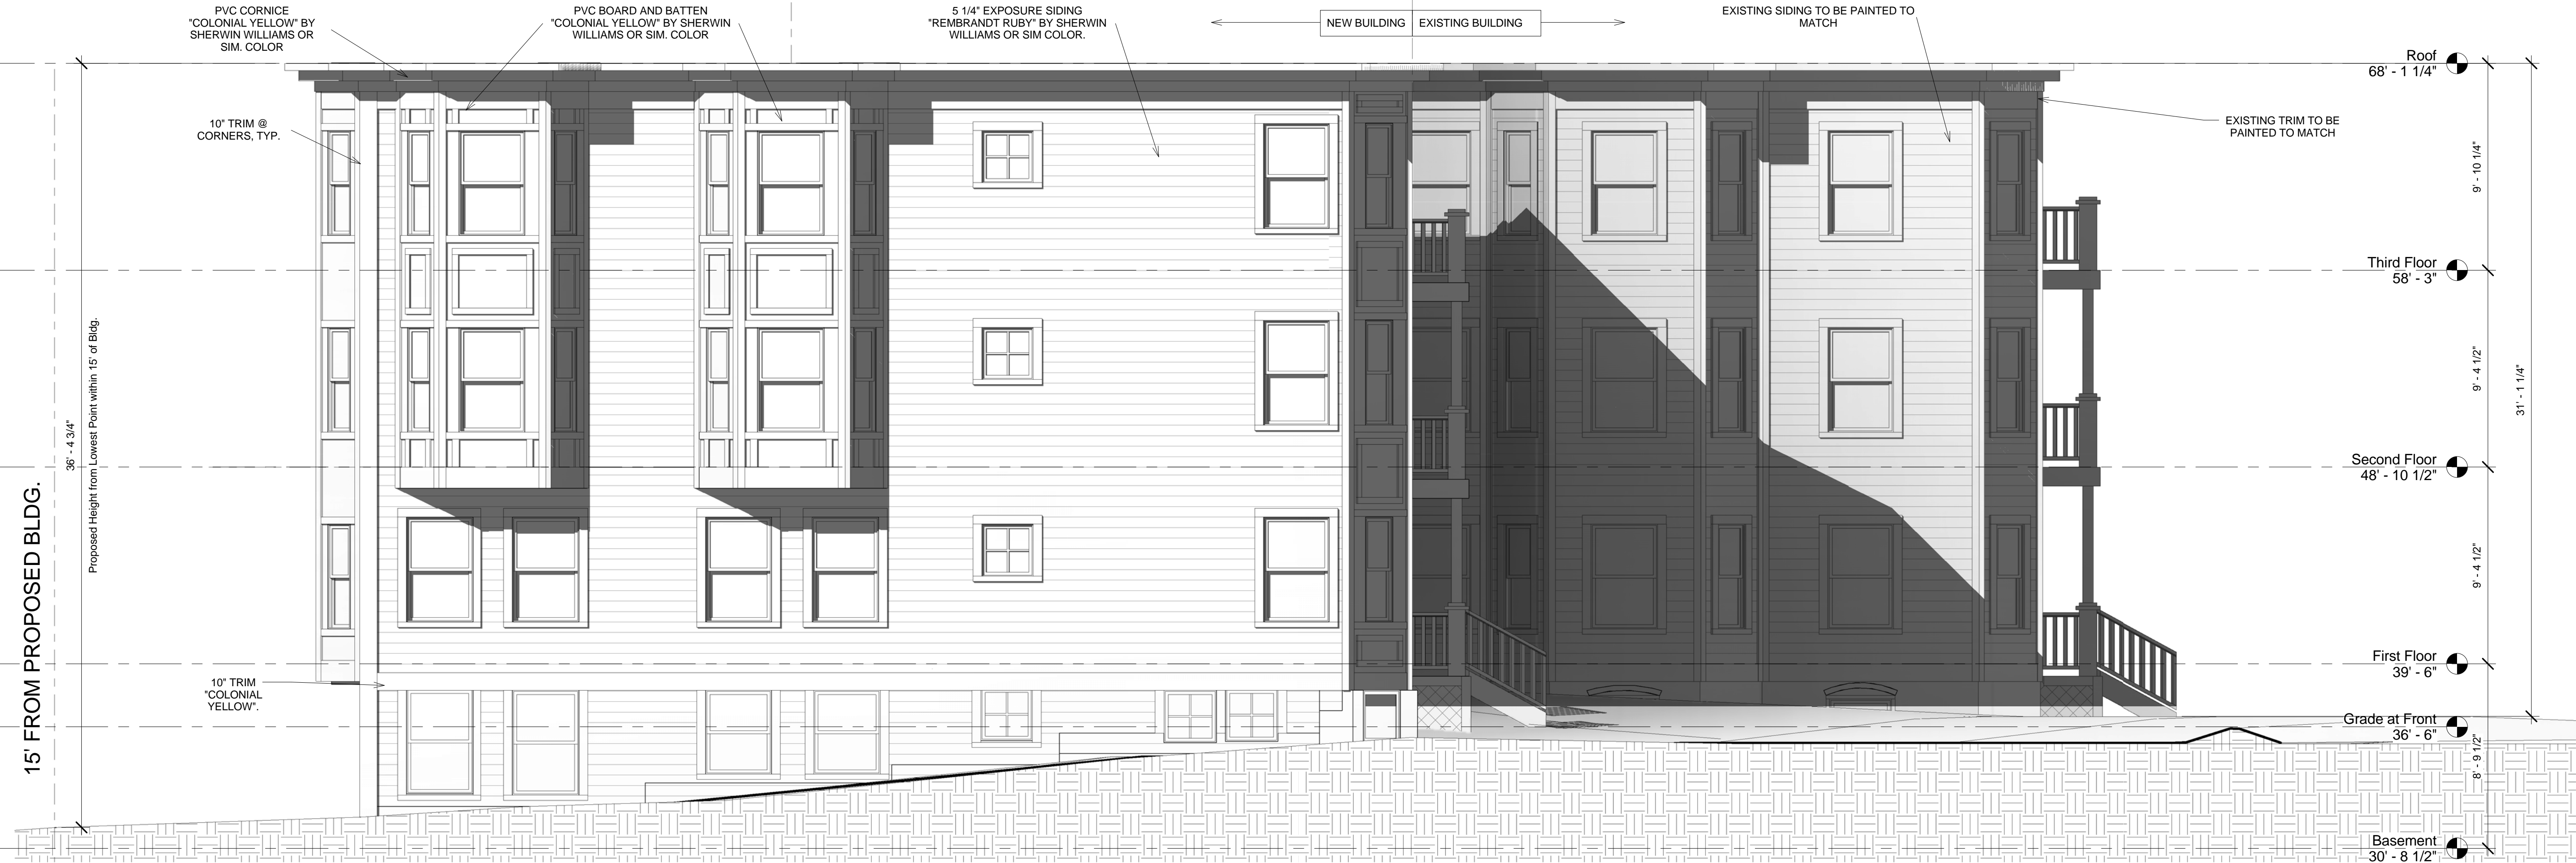 PVC CORNICE
"COLONIAL YELLOW" BY
SHERWIN WILLIAMS OR
SIM. COLOR
PVC BOARD AND BATTEN
"COLONIAL YELLOW" BY SHERWIN
WILLIAMS OR SIM. COLOR
5 1/4" EXPOSURE SIDING
"REMBRANDT RUBY" BY SHERWIN
WILLIAMS OR SIM COLOR.
NEW BUILDING
EXISTING BUILDING
EXISTING SIDING TO BE PAINTED TO
MATCH
Roof
68' - 1 1/4"
10" TRIM @
CORNERS, TYP.
EXISTING TRIM TO BE
PAINTED TO MATCH
9' - 10 1/4"
Third Floor
58' - 3"
9' - 4 1/2"
31' - 1 1/4"
36' - 4 3/4"
Proposed Height from Lowest Point within 15' of Bldg.
15' FROM PROPOSED BLDG.
Second Floor
48' - 10 1/2"
9' - 4 1/2"
First Floor
39' - 6"
10" TRIM
"COLONIAL
YELLOW".
Grade at Front
36' - 6"
8' - 9 1/2"
Basement
30' - 8 1/2"